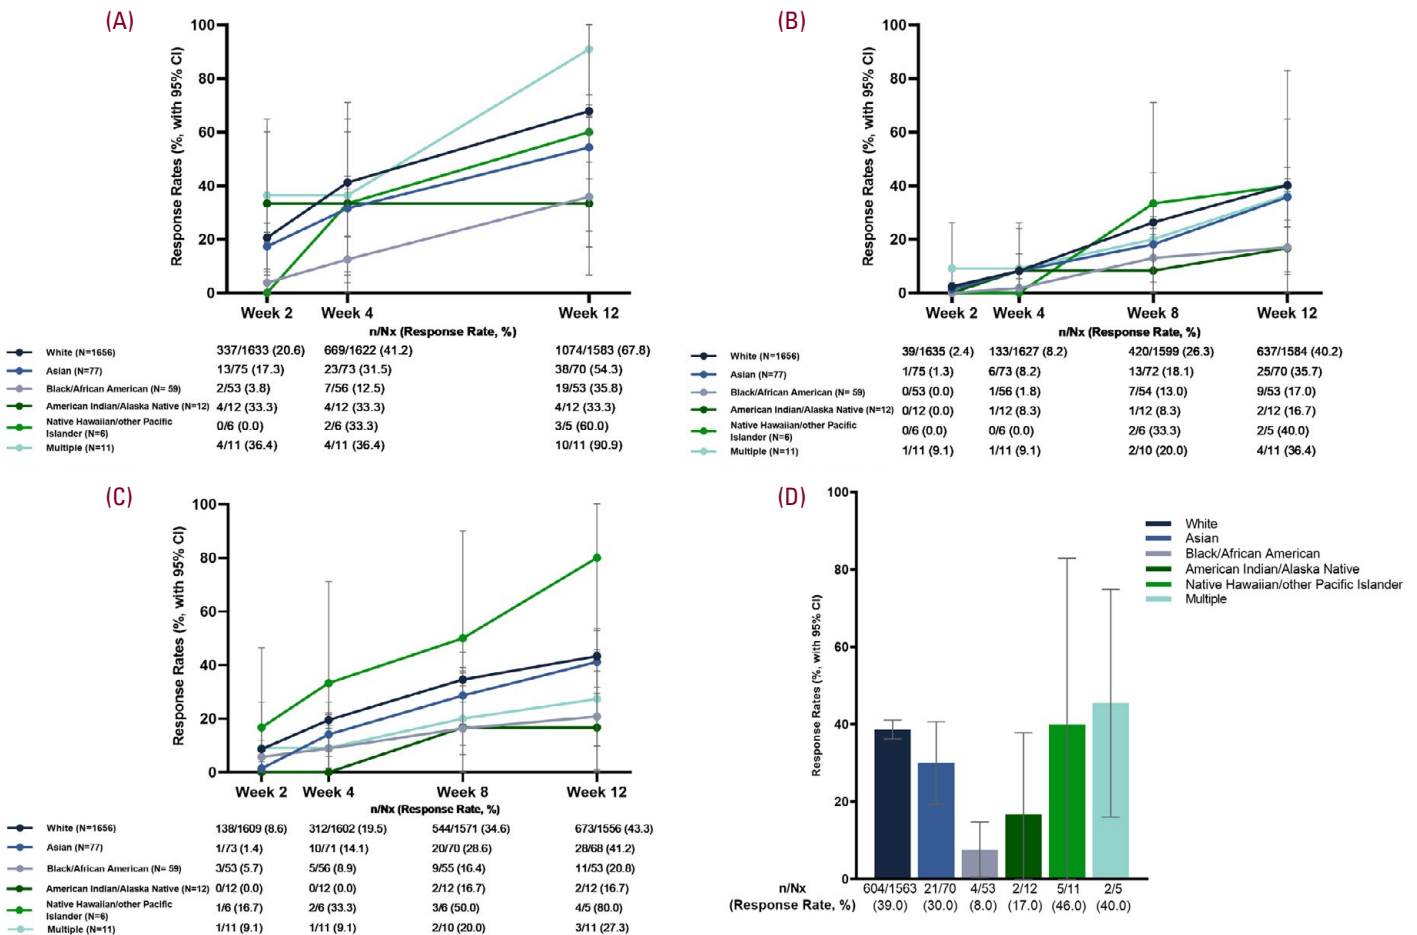 (A)
Response Rates (%, with 95% CI)
100
80
60
40
20
0
Week 2 Week 4 Week 12
n/Nx (Response Rate, %)
White (N=1656) 337/1633 (20.6) 669/1622 (41.2) 1074/1583 (67.8)
Asian (N=77) 13/75 (17.3) 23/73 (31.5) 38/70 (54.3)
Black/African American (N= 59) 2/53 (3.8) 7/56 (12.5) 19/53 (35.8)
American Indian/Alaska Native (N=12) 4/12 (33.3) 4/12 (33.3) 4/12 (33.3)
Native Hawaiian/other Pacific
Islander (N=6) 0/6 (0.0) 2/6 (33.3) 3/5 (60.0)
Multiple (N=11) 4/11 (36.4) 4/11 (36.4) 10/11 (90.9)
(B)
Response Rates (%, with 95% CI)
100
80
60
40
20
0
Week 2 Week 4 Week 8 Week 12
n/Nx (Response Rate, %)
White (N=1656) 39/1635 (2.4) 133/1627 (8.2) 420/1599 (26.3) 637/1584 (40.2)
Asian (N=77) 1/75 (1.3) 6/73 (8.2) 13/72 (18.1) 25/70 (35.7)
Black/African American (N= 59) 0/53 (0.0) 1/56 (1.8) 7/54 (13.0) 9/53 (17.0)
American Indian/Alaska Native (N=12) 0/12 (0.0) 1/12 (8.3) 1/12 (8.3) 2/12 (16.7)
Native Hawaiian/other Pacific
Islander (N=6) 0/6 (0.0) 0/6 (0.0) 2/6 (33.3) 2/5 (40.0)
Multiple (N=11) 1/11 (9.1) 1/11 (9.1) 2/10 (20.0) 4/11 (36.4)
(C)
Response Rates (%, with 95% CI)
100
80
60
40
20
0
Week 2 Week 4 Week 8 Week 12
n/Nx (Response Rate, %)
White (N=1656) 138/1609 (8.6) 312/1602 (19.5) 544/1571 (34.6) 673/1556 (43.3)
Asian (N=77) 1/73 (1.4) 10/71 (14.1) 20/70 (28.6) 28/68 (41.2)
Black/African American (N= 59) 3/53 (5.7) 5/56 (8.9) 9/55 (16.4) 11/53 (20.8)
American Indian/Alaska Native (N=12) 0/12 (0.0) 0/12 (0.0) 2/12 (16.7) 2/12 (16.7)
Native Hawaiian/other Pacific
Islander (N=6) 1/6 (16.7) 2/6 (33.3) 3/6 (50.0) 4/5 (80.0)
Multiple (N=11) 1/11 (9.1) 1/11 (9.1) 2/10 (20.0) 3/11 (27.3)
(D)
Response Rates (%, with 95% CI)
100
80
60
40
20
0
White
Asian
Black/African American
American Indian/Alaska Native
Native Hawaiian/other Pacific Islander
Multiple
n/Nx 604/1563 21/70 4/53 2/12 5/11 2/5
(Response Rate, %) (39.0) (30.0) (8.0) (17.0) (46.0) (40.0)